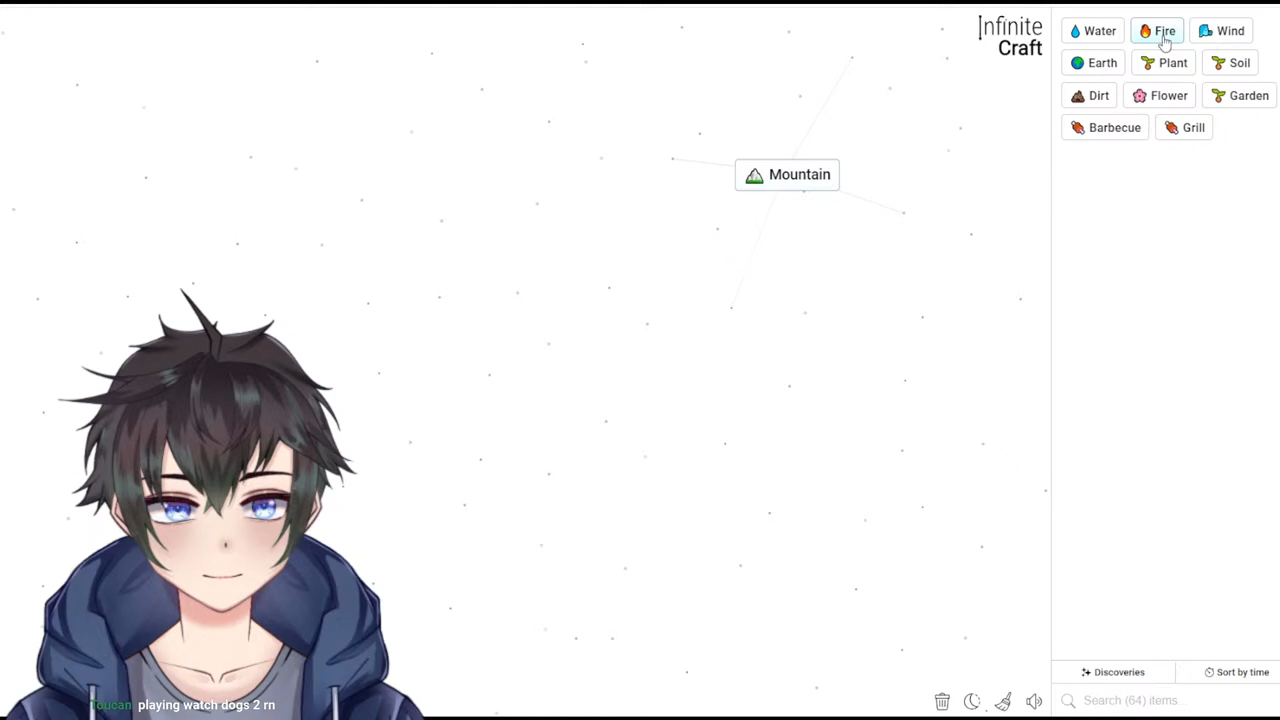 Infinite
Craft
Water
Fire
Wind
Earth
Plant
Soil
Dirt
Flower
Garden
Barbecue
Grill
Mountain
Discoveries
Sort by time
Search (64) items...
Toucan playing watch dogs 2 rn